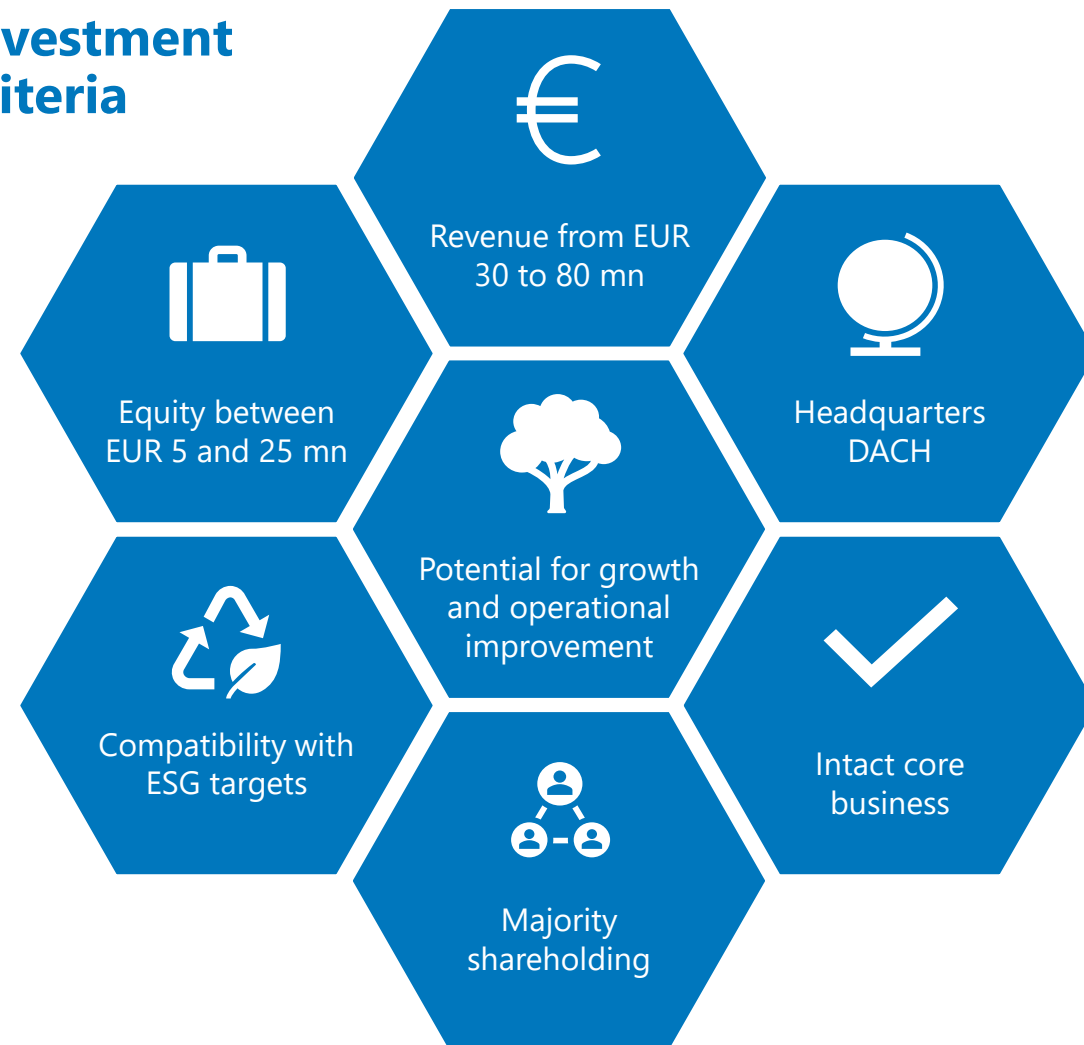 vestment
iteria
€
Revenue from EUR
30 to 80 mn
Equity between
EUR 5 and 25 mn
Headquarters
DACH
Potential for growth
and operational
improvement
Compatibility with
ESG targets
Intact core
business
Majority
shareholding